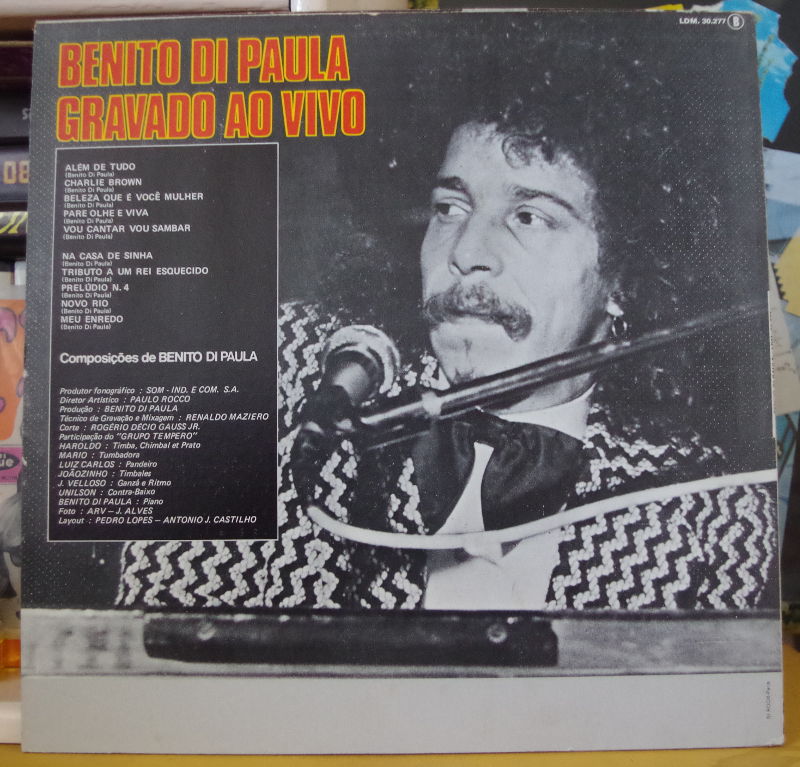 LDM. 30.277 B
BENITO DI PAULA
GRAVADO AO VIVO
ALÉM DE TUDO
(Benito Di Paula)
CHARLIE BROWN
(Benito Di Paula)
BELEZA QUE É VOCÊ MULHER
(Benito Di Paula)
PARE OLHE E VIVA
(Benito Di Paula)
VOU CANTAR VOU SAMBAR
(Benito Di Paula)
NA CASA DE SINHA
(Benito Di Paula)
TRIBUTO A UM REI ESQUECIDO
(Benito Di Paula)
PRELÚDIO N. 4
(Benito Di Paula)
NOVO RIO
(Benito Di Paula)
MEU ENREDO
(Benito Di Paula)
Composições de BENITO DI PAULA
Produtor fonográfico : SOM - IND. E COM. S.A.
Diretor Artístico : PAULO ROCCO
Produção : BENITO DI PAULA
Técnico de Gravação e Mixagem : RENALDO MAZIERO
Corte : ROGÉRIO DÉCIO GAUSS JR.
Participação do "GRUPO TEMPERO"
HAROLDO : Timba, Chimbal et Prato
MARIO : Tumbadora
LUIZ CARLOS : Pandeiro
JOÃOZINHO : Timbales
J. VELLOSO : Ganzá e Ritmo
UNILSON : Contra-Baixo
BENITO DI PAULA : Piano
Foto : ARV – J. ALVES
Layout : PEDRO LOPES – ANTONIO J. CASTILHO
08